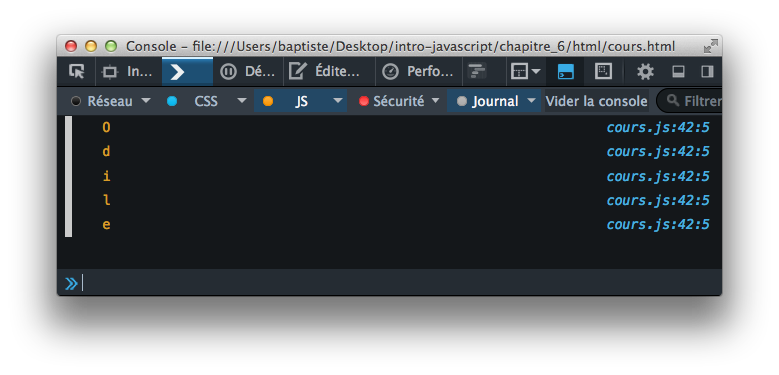 Console – file:///Users/baptiste/Desktop/intro-javascript/chapitre_6/html/cours.html
In… Dé… Édite… Perfo…
Réseau CSS JS Sécurité Journal Vider la console Filtrer
O cours.js:42:5
d cours.js:42:5
i cours.js:42:5
l cours.js:42:5
e cours.js:42:5